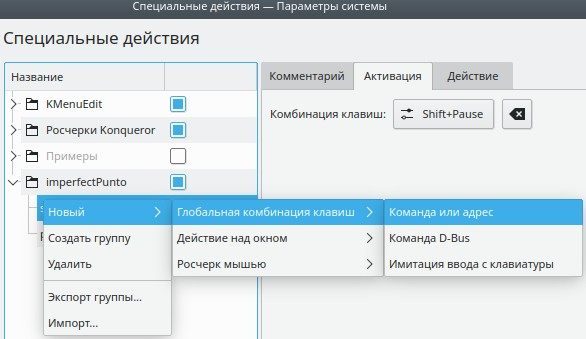 Специальные действия — Параметры системы
Специальные действия
Название
Комментарий Активация Действие
KMenuEdit
Комбинация клавиш: Shift+Pause
Росчерки Konqueror
Примеры
imperfectPunto
Новый Глобальная комбинация клавиш Команда или адрес
Создать группу Действие над окном Команда D-Bus
Удалить Росчерк мышью Имитация ввода с клавиатуры
Экспорт группы...
Импорт...